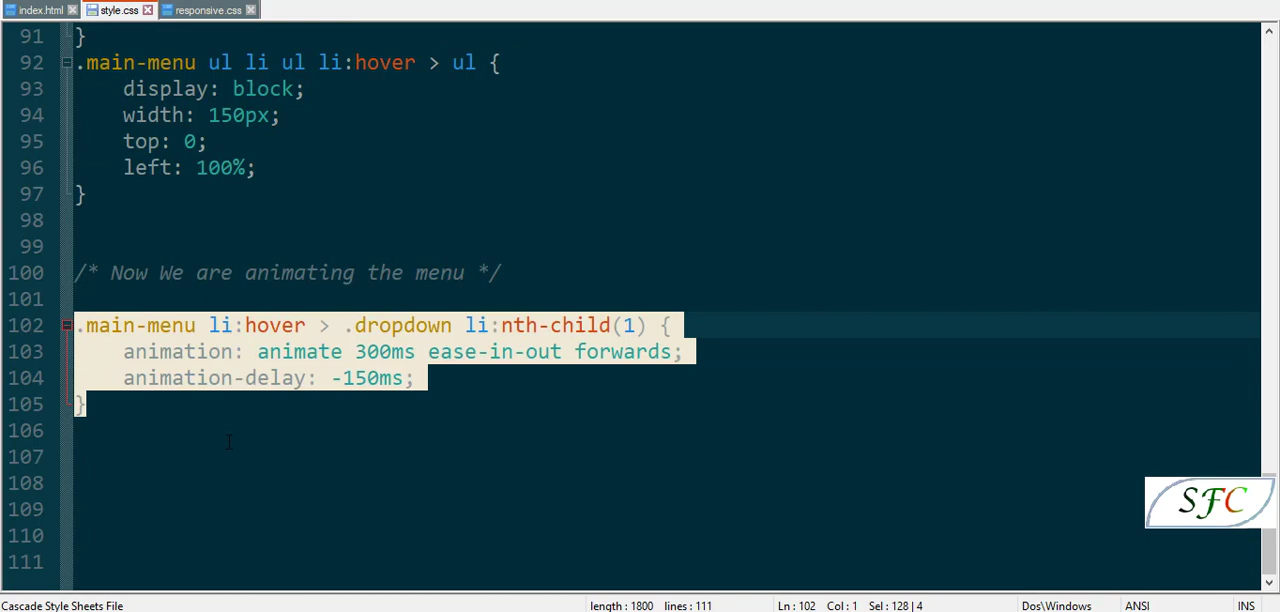 index.html style.css responsive.css
91 }
92 .main-menu ul li ul li:hover > ul {
93 display: block;
94 width: 150px;
95 top: 0;
96 left: 100%;
97 }
98
99
100 /* Now We are animating the menu */
101
102 .main-menu li:hover > .dropdown li:nth-child(1) {
103 animation: animate 300ms ease-in-out forwards;
104 animation-delay: -150ms;
105 }
106
107
108
109
110
111
SFC
Cascade Style Sheets File length : 1800 lines : 111 Ln : 102 Col : 1 Sel : 128 | 4 Dos\Windows ANSI INS